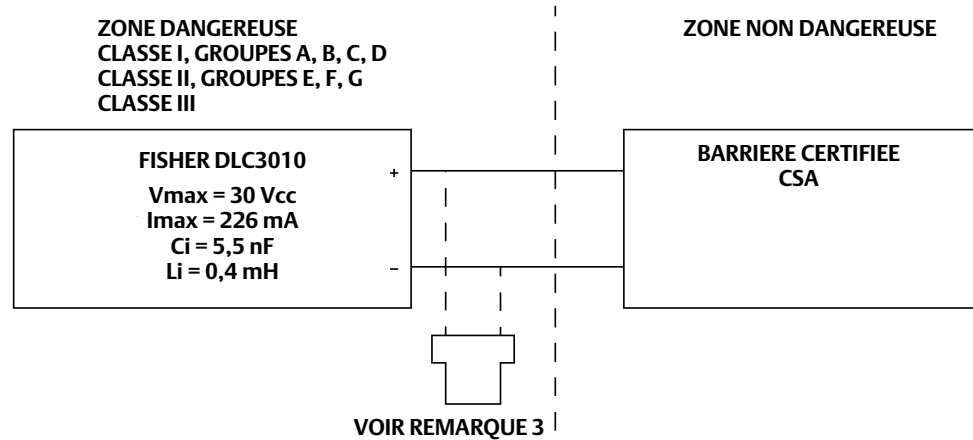 ZONE DANGEREUSE
CLASSE I, GROUPES A, B, C, D
CLASSE II, GROUPES E, F, G
CLASSE III
ZONE NON DANGEREUSE
FISHER DLC3010
Vmax = 30 Vcc
Imax = 226 mA
Ci = 5,5 nF
Li = 0,4 mH
+
−
BARRIERE CERTIFIEE
CSA
VOIR REMARQUE 3